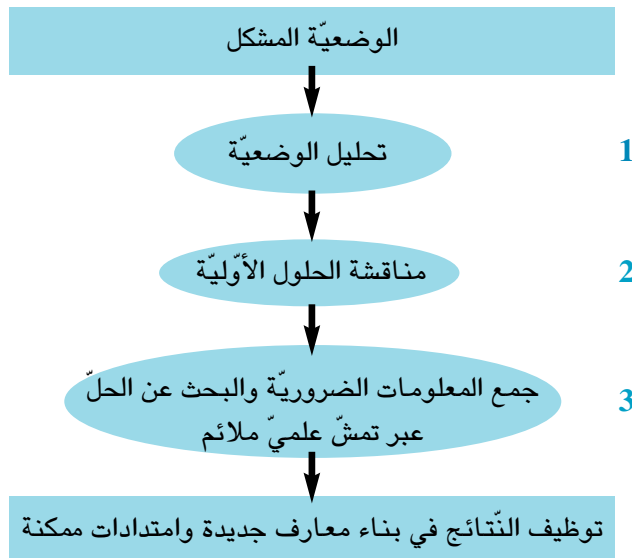 الوضعيّة المشكل
تحليل الوضعيّة
1
مناقشة الحلول الأوّليّة
2
جمع المعلومات الضروريّة والبحث عن الحلّ
عبر تمشّ علميّ ملائم
3
توظيف النّتائج في بناء معارف جديدة وامتدادات ممكنة